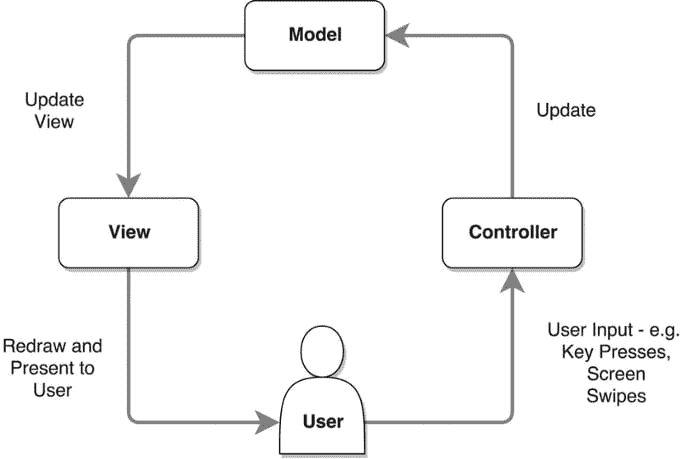 Model
Update
View
Update
View
Controller
Redraw and
Present to
User
User Input - e.g.
Key Presses,
Screen
Swipes
User